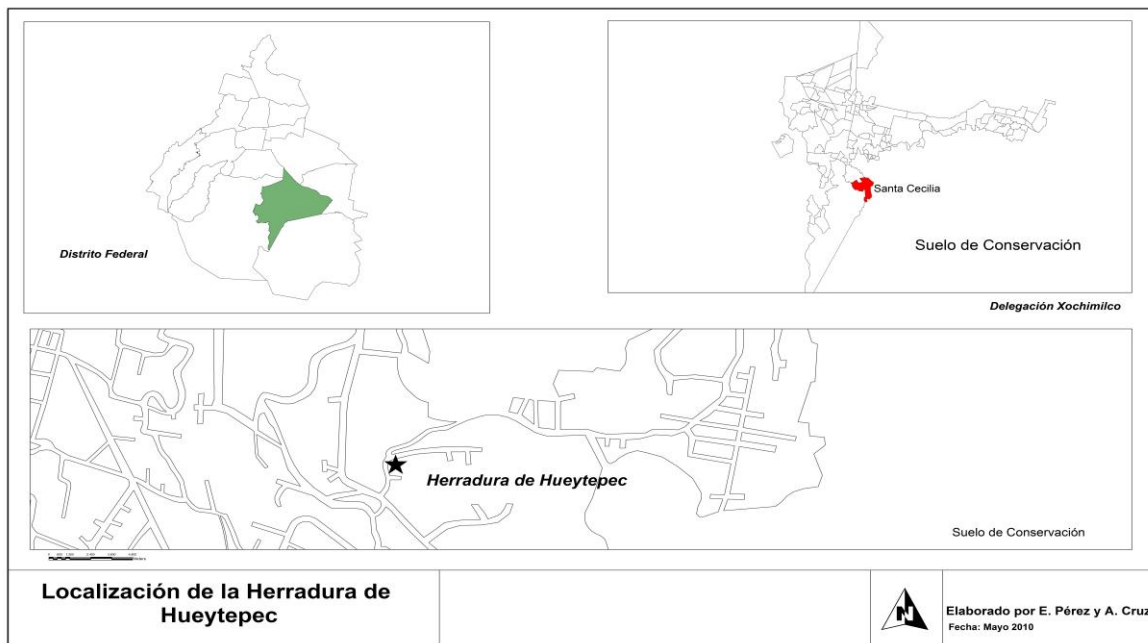 Distrito Federal
Santa Cecilia
Suelo de Conservación
Delegación Xochimilco
Herradura de Hueytepec
Suelo de Conservación
Localización de la Herradura de
Hueytepec
N
Elaborado por E. Pérez y A. Cruz
Fecha: Mayo 2010